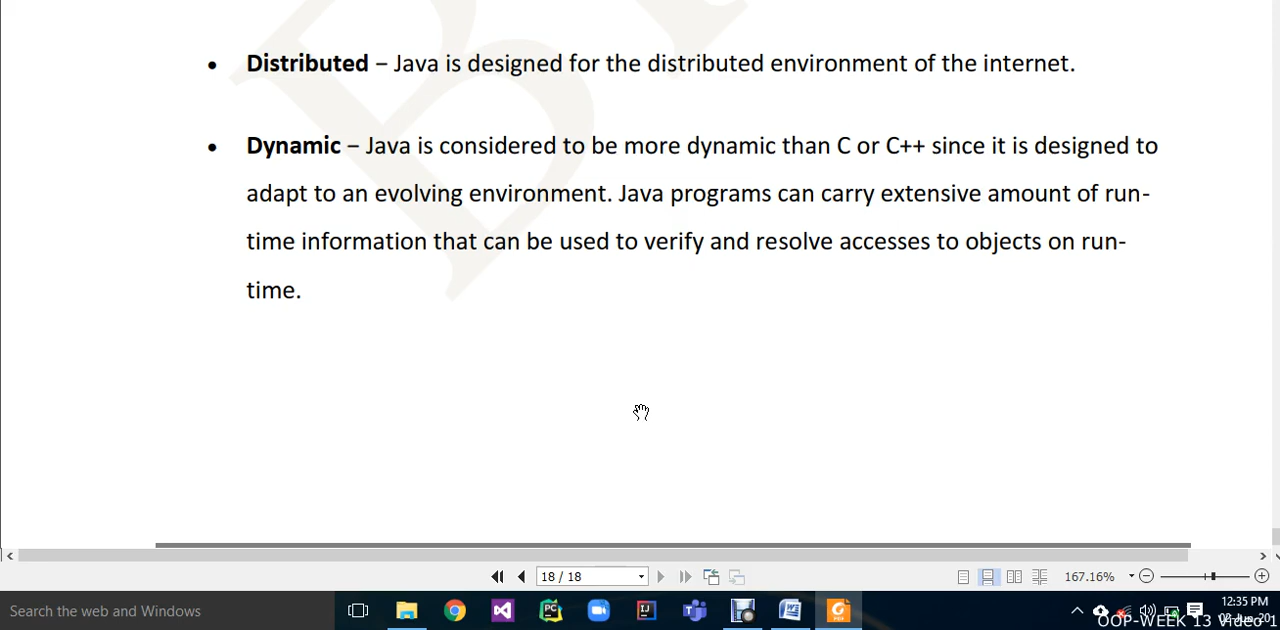 • Distributed – Java is designed for the distributed environment of the internet.
• Dynamic – Java is considered to be more dynamic than C or C++ since it is designed to
adapt to an evolving environment. Java programs can carry extensive amount of run-
time information that can be used to verify and resolve accesses to objects on run-
time.
18 / 18
167.16%
Search the web and Windows
PC
IJ
12:35 PM
OOP-WEEK 13 Video 1